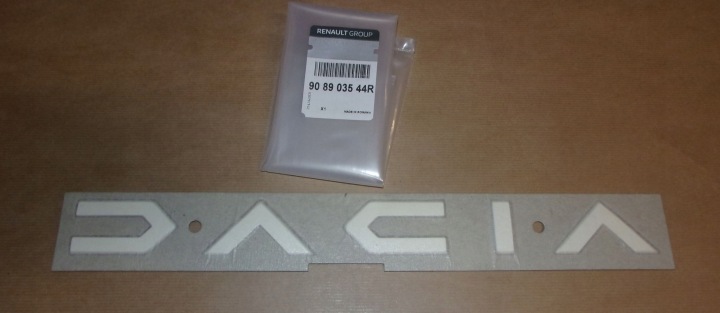 RENAULT GROUP
90 89 035 44R
DACIA